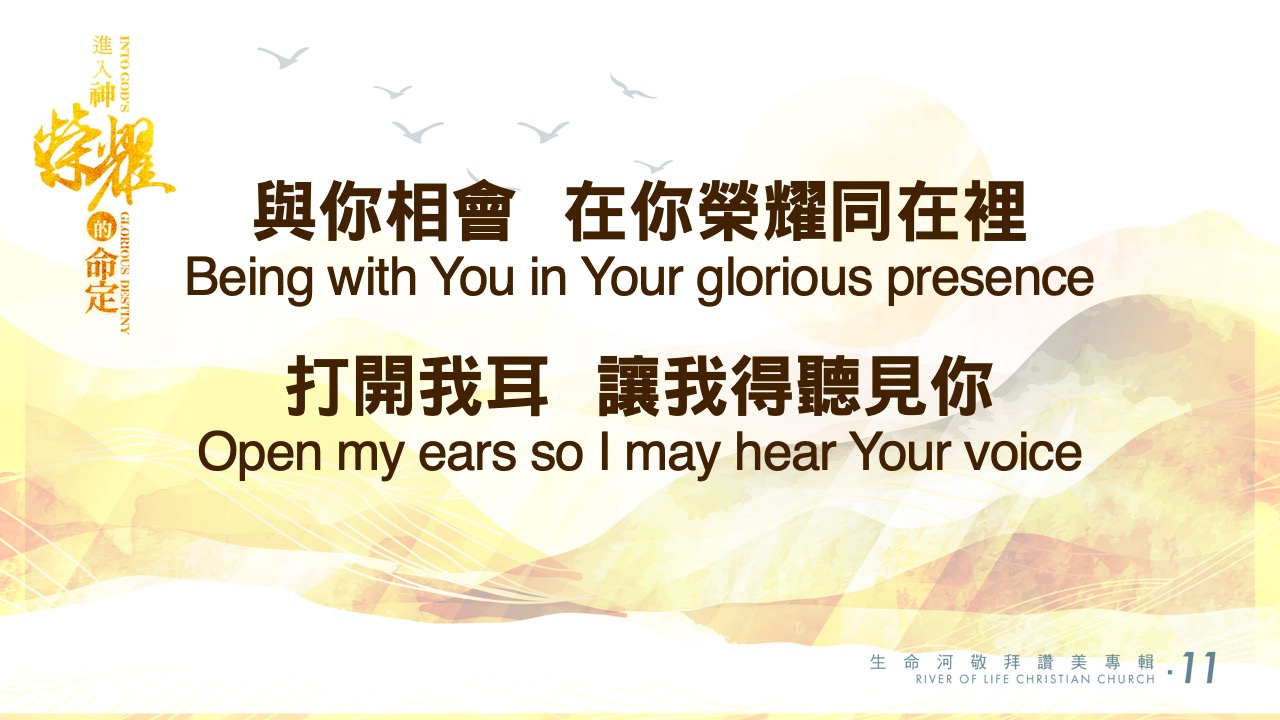 進入神
榮耀
的
命定
INTO GOD'S
GLORIOUS DESTINY
與你相會 在你榮耀同在裡
Being with You in Your glorious presence
打開我耳 讓我得聽見你
Open my ears so I may hear Your voice
生命河敬拜讚美專輯
RIVER OF LIFE CHRISTIAN CHURCH
·11